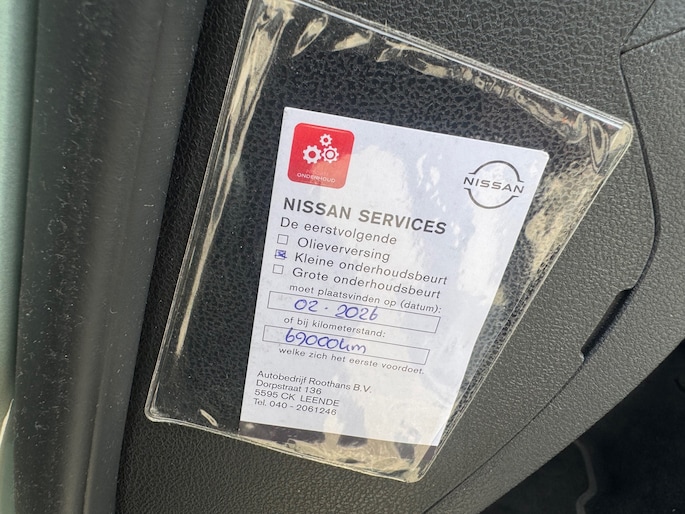 ONDERHOUD
NISSAN
NISSAN SERVICES
De eerstvolgende
Olieverversing
Kleine onderhoudsbeurt
Grote onderhoudsbeurt
moet plaatsvinden op (datum):
02-2026
of bij kilometerstand:
69000km
welke zich het eerste voordoet.
Autobedrijf Roothans B.V.
Dorpstraat 136
5595 CK LEENDE
Tel. 040 - 2061246